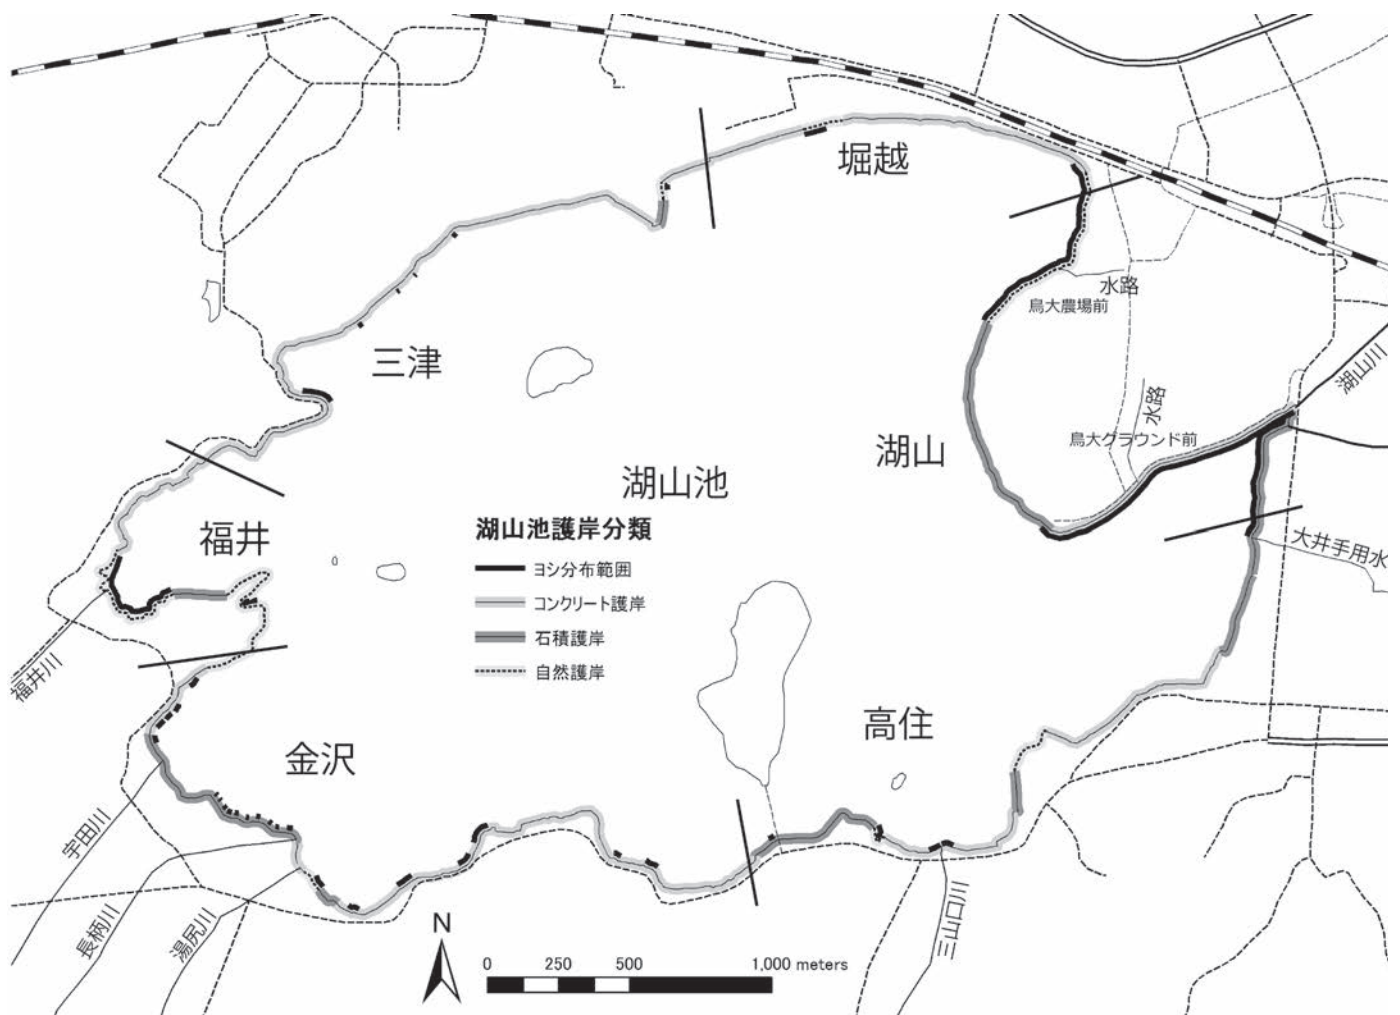 堀越
水路
鳥大農場前
湖山川
三津
水路
鳥大グラウンド前
湖山
湖山池
福井
湖山池護岸分類
ヨシ分布範囲
コンクリート護岸
石積護岸
自然護岸
大井手用水
福井川
高住
金沢
宇田川
長柄川
湯尻川
三山口川
N
0 250 500 1,000 meters